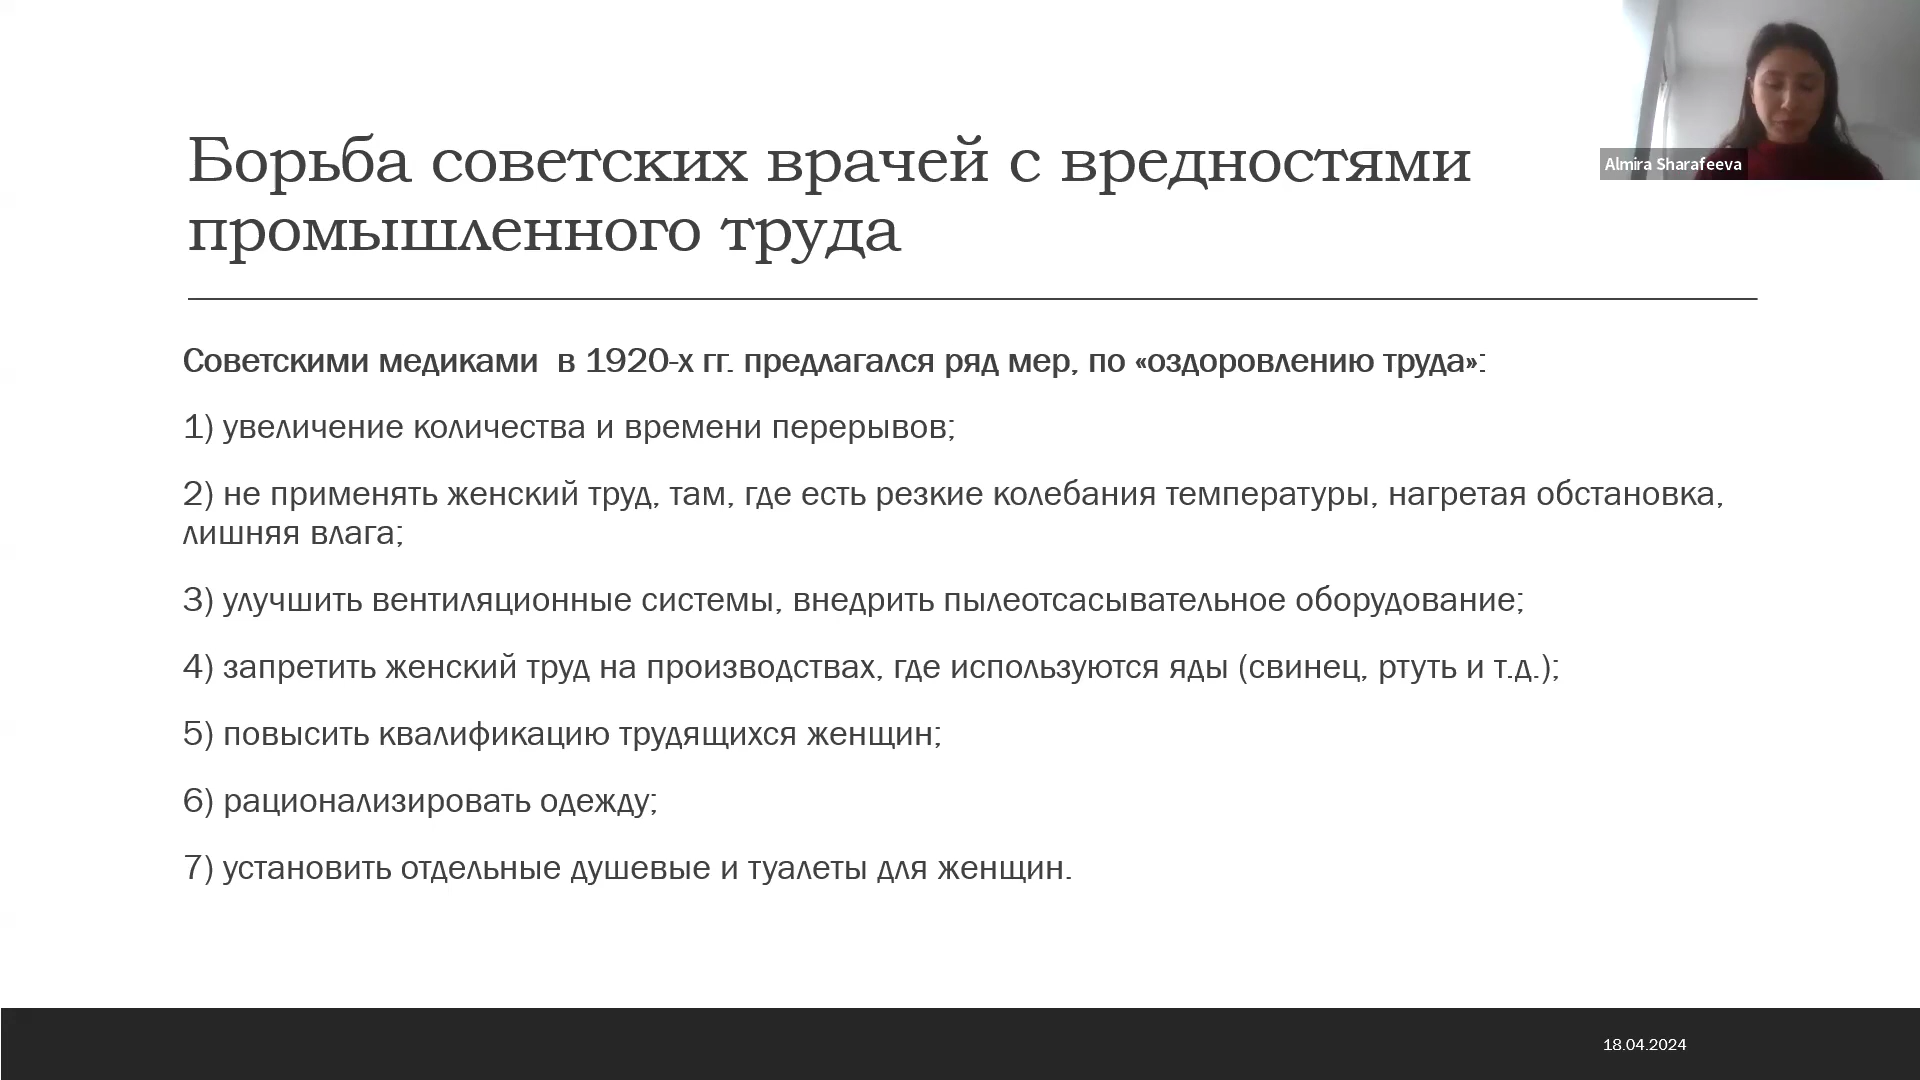 Almira Sharafeeva
Борьба советских врачей с вредностями
промышленного труда
Советскими медиками  в 1920-х гг. предлагался ряд мер, по «оздоровлению труда»:
1) увеличение количества и времени перерывов;
2) не применять женский труд, там, где есть резкие колебания температуры, нагретая обстановка,
лишняя влага;
3) улучшить вентиляционные системы, внедрить пылеотсасывательное оборудование;
4) запретить женский труд на производствах, где используются яды (свинец, ртуть и т.д.);
5) повысить квалификацию трудящихся женщин;
6) рационализировать одежду;
7) установить отдельные душевые и туалеты для женщин.
18.04.2024